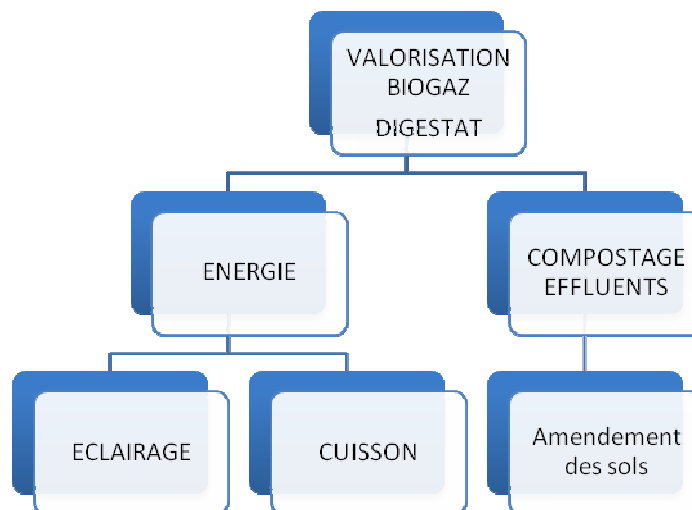 VALORISATION
BIOGAZ
DIGESTAT
ENERGIE
COMPOSTAGE
EFFLUENTS
ECLAIRAGE
CUISSON
Amendement
des sols